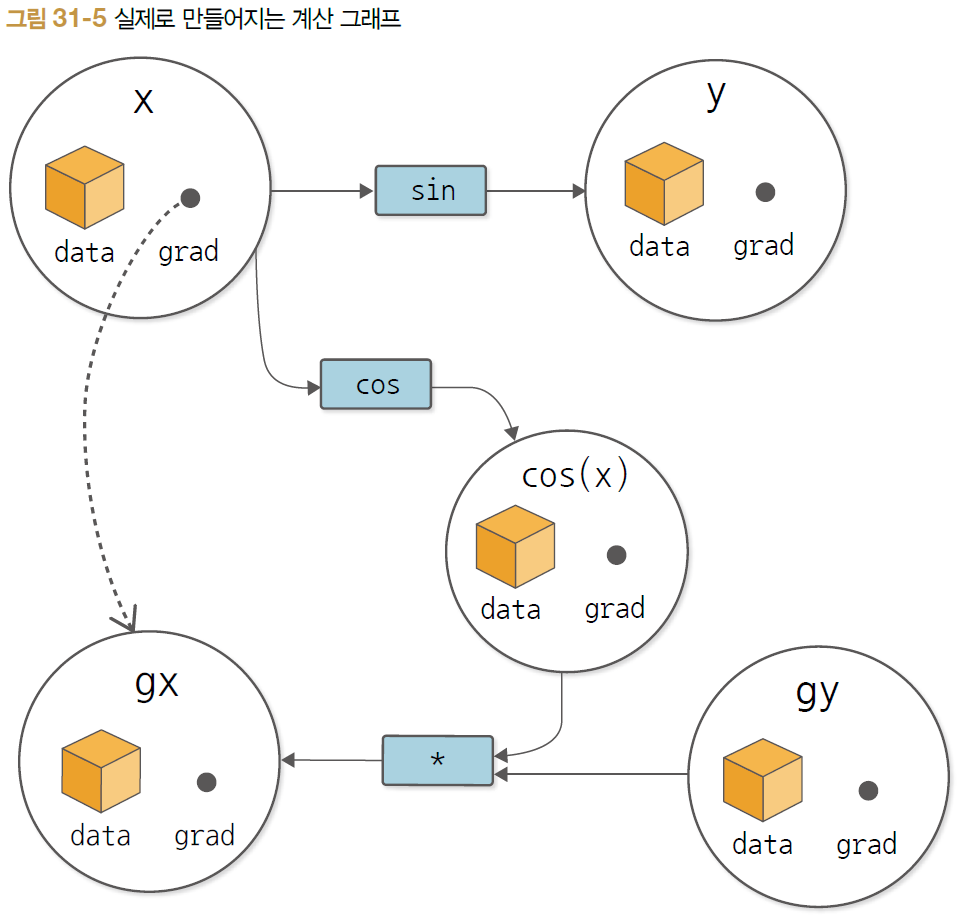 그림 31-5 실제로 만들어지는 계산 그래프
x
data grad
sin
y
data grad
cos
cos(x)
data grad
gx
data grad
*
gy
data grad